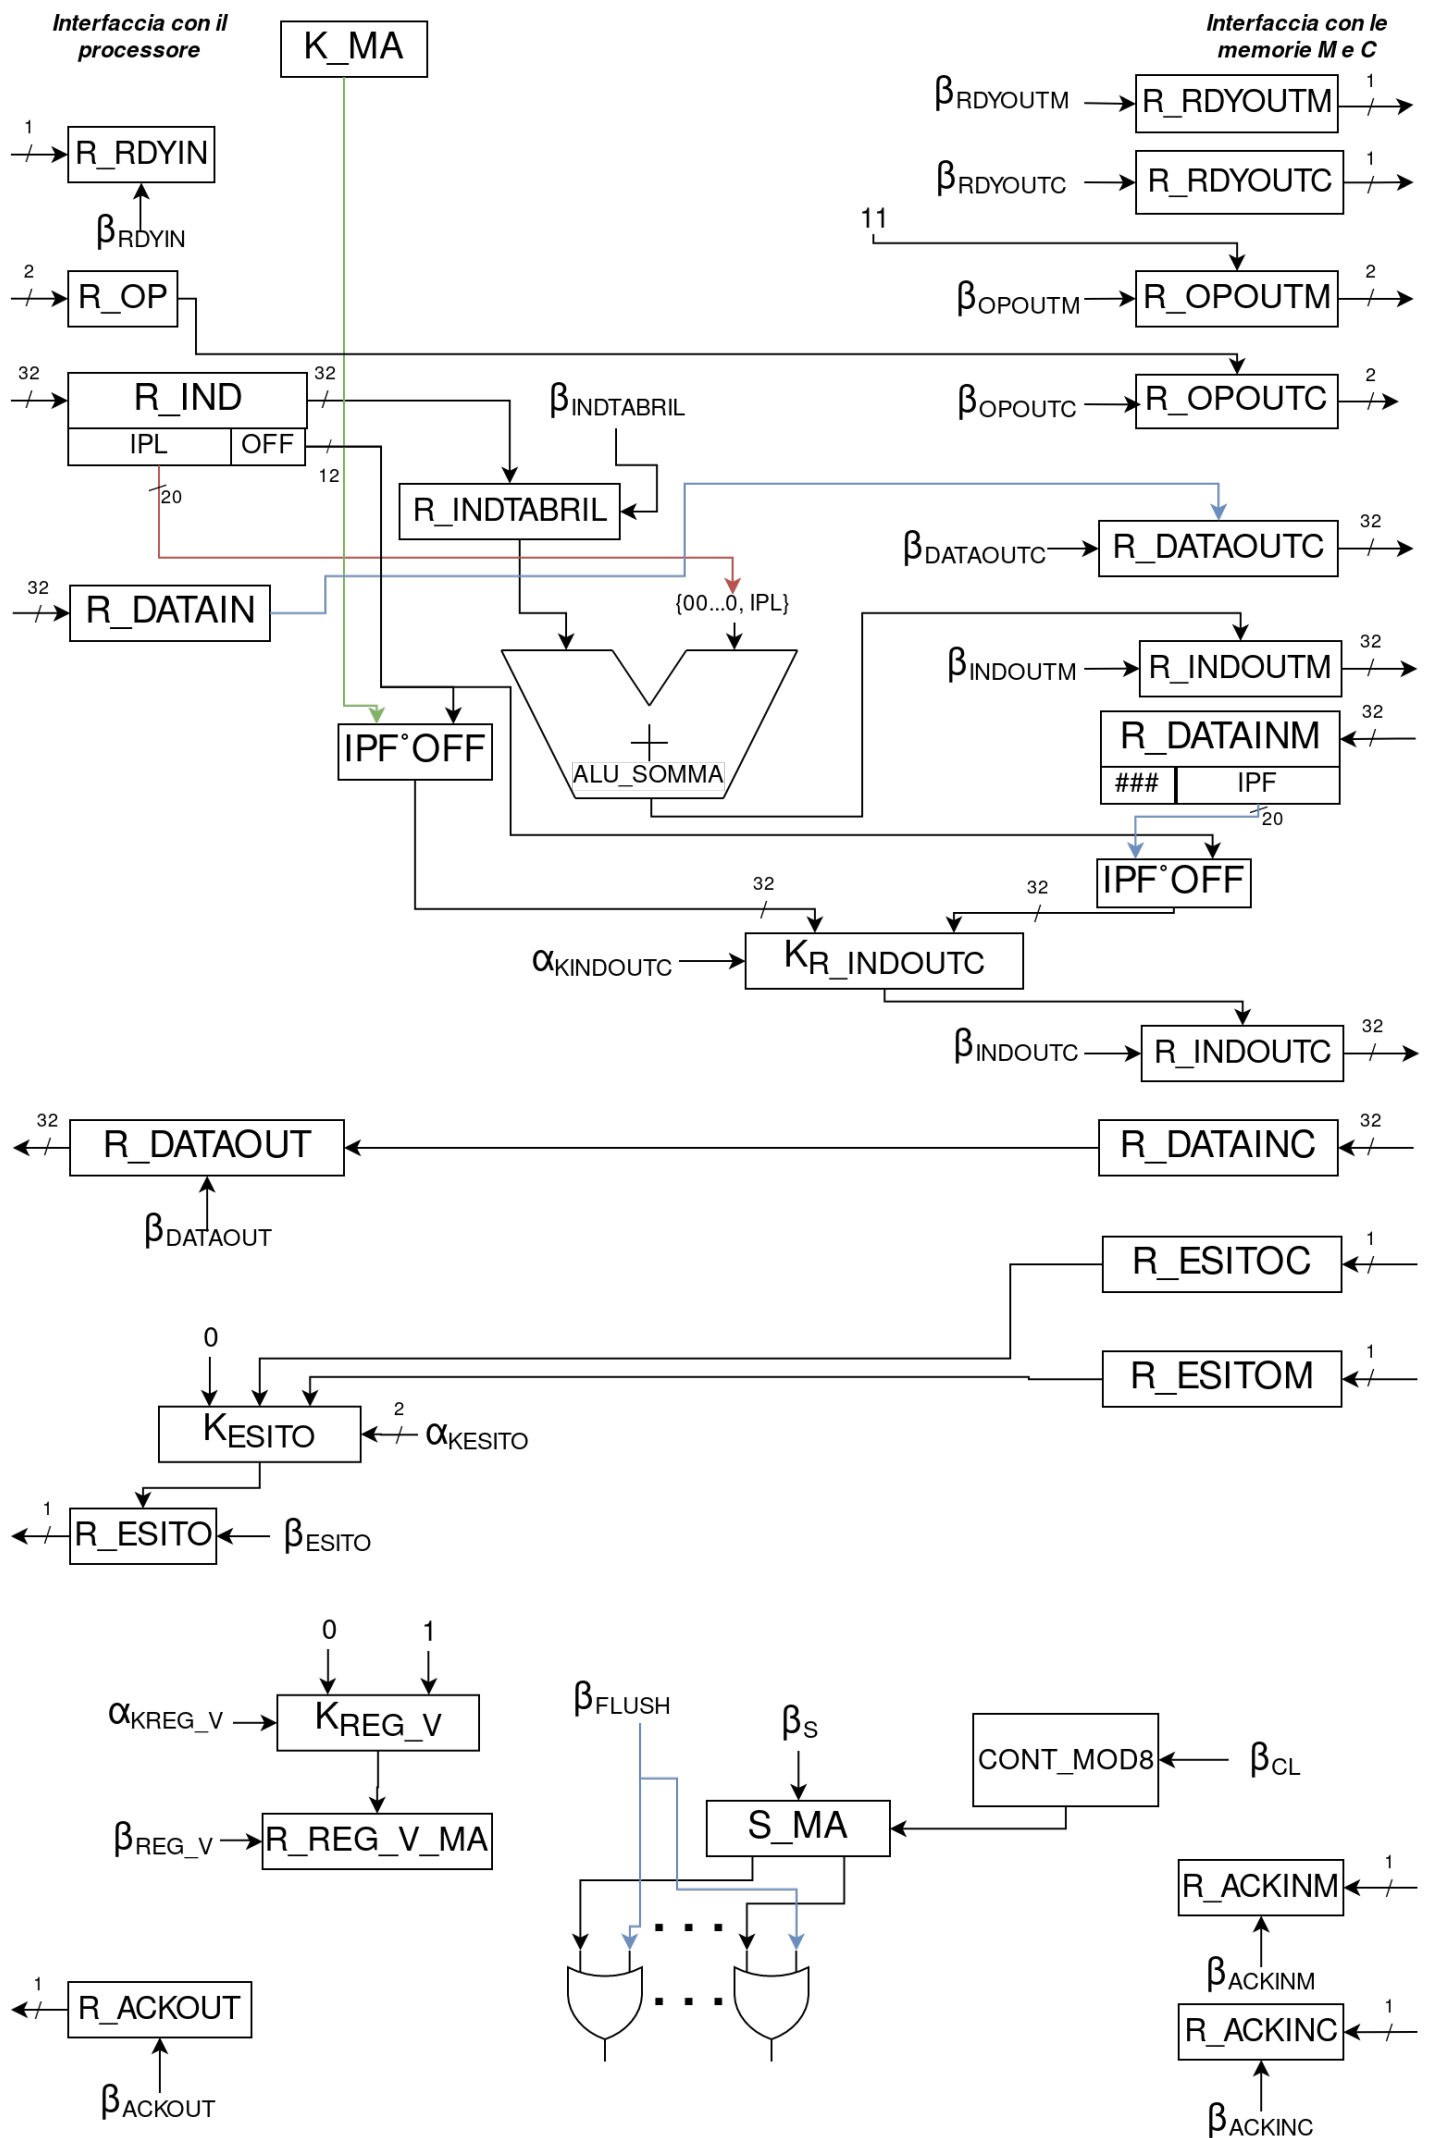 Interfaccia con il
processore
K_MA
Interfaccia con le
memorie M e C
βRDYOUTM
R_RDYOUTM
1
1
R_RDYIN
βRDYIN
βRDYOUTC
R_RDYOUTC
1
11
2
R_OP
βOPOUTM
R_OPOUTM
2
32
R_IND
32
IPL
OFF
12
20
βINDTABRIL
βOPOUTC
R_OPOUTC
2
R_INDTABRIL
βDATAOUTC
R_DATAOUTC
32
32
R_DATAIN
{00...0, IPL}
βINDOUTM
R_INDOUTM
32
IPF°OFF
+
ALU_SOMMA
R_DATAINM
32
###
IPF
20
IPF°OFF
32
32
αKINDOUTC
KR_INDOUTC
βINDOUTC
R_INDOUTC
32
32
R_DATAOUT
βDATAOUT
R_DATAINC
32
R_ESITOC
1
0
R_ESITOM
1
KESITO
2
αKESITO
1
R_ESITO
βESITO
0
1
αKREG_V
KREG_V
βFLUSH
βS
CONT_MOD8
βCL
βREG_V
R_REG_V_MA
S_MA
R_ACKINM
1
. . .
βACKINM
1
R_ACKOUT
. . .
βACKOUT
R_ACKINC
1
βACKINC